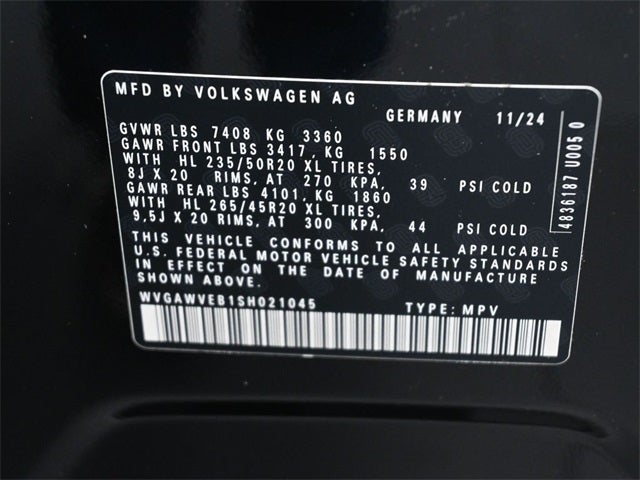 MFD BY VOLKSWAGEN AG
GERMANY 11/24
GVWR LBS 7408 KG 3360
GAWR FRONT LBS 3417, KG 1550
WITH HL 235/50R20 XL TIRES,
8J X 20 RIMS, AT 270 KPA, 39 PSI COLD
GAWR REAR LBS 4101, KG 1860
WITH HL 265/45R20 XL TIRES,
9.5J X 20 RIMS, AT 300 KPA, 44 PSI COLD
THIS VEHICLE CONFORMS TO ALL APPLICABLE
U.S. FEDERAL MOTOR VEHICLE SAFETY STANDARDS
IN EFFECT ON THE DATE OF MANUFACTURE
SHOWN ABOVE.
WVGAWVEB1SH021045 TYPE: MPV
4836187 U005 0